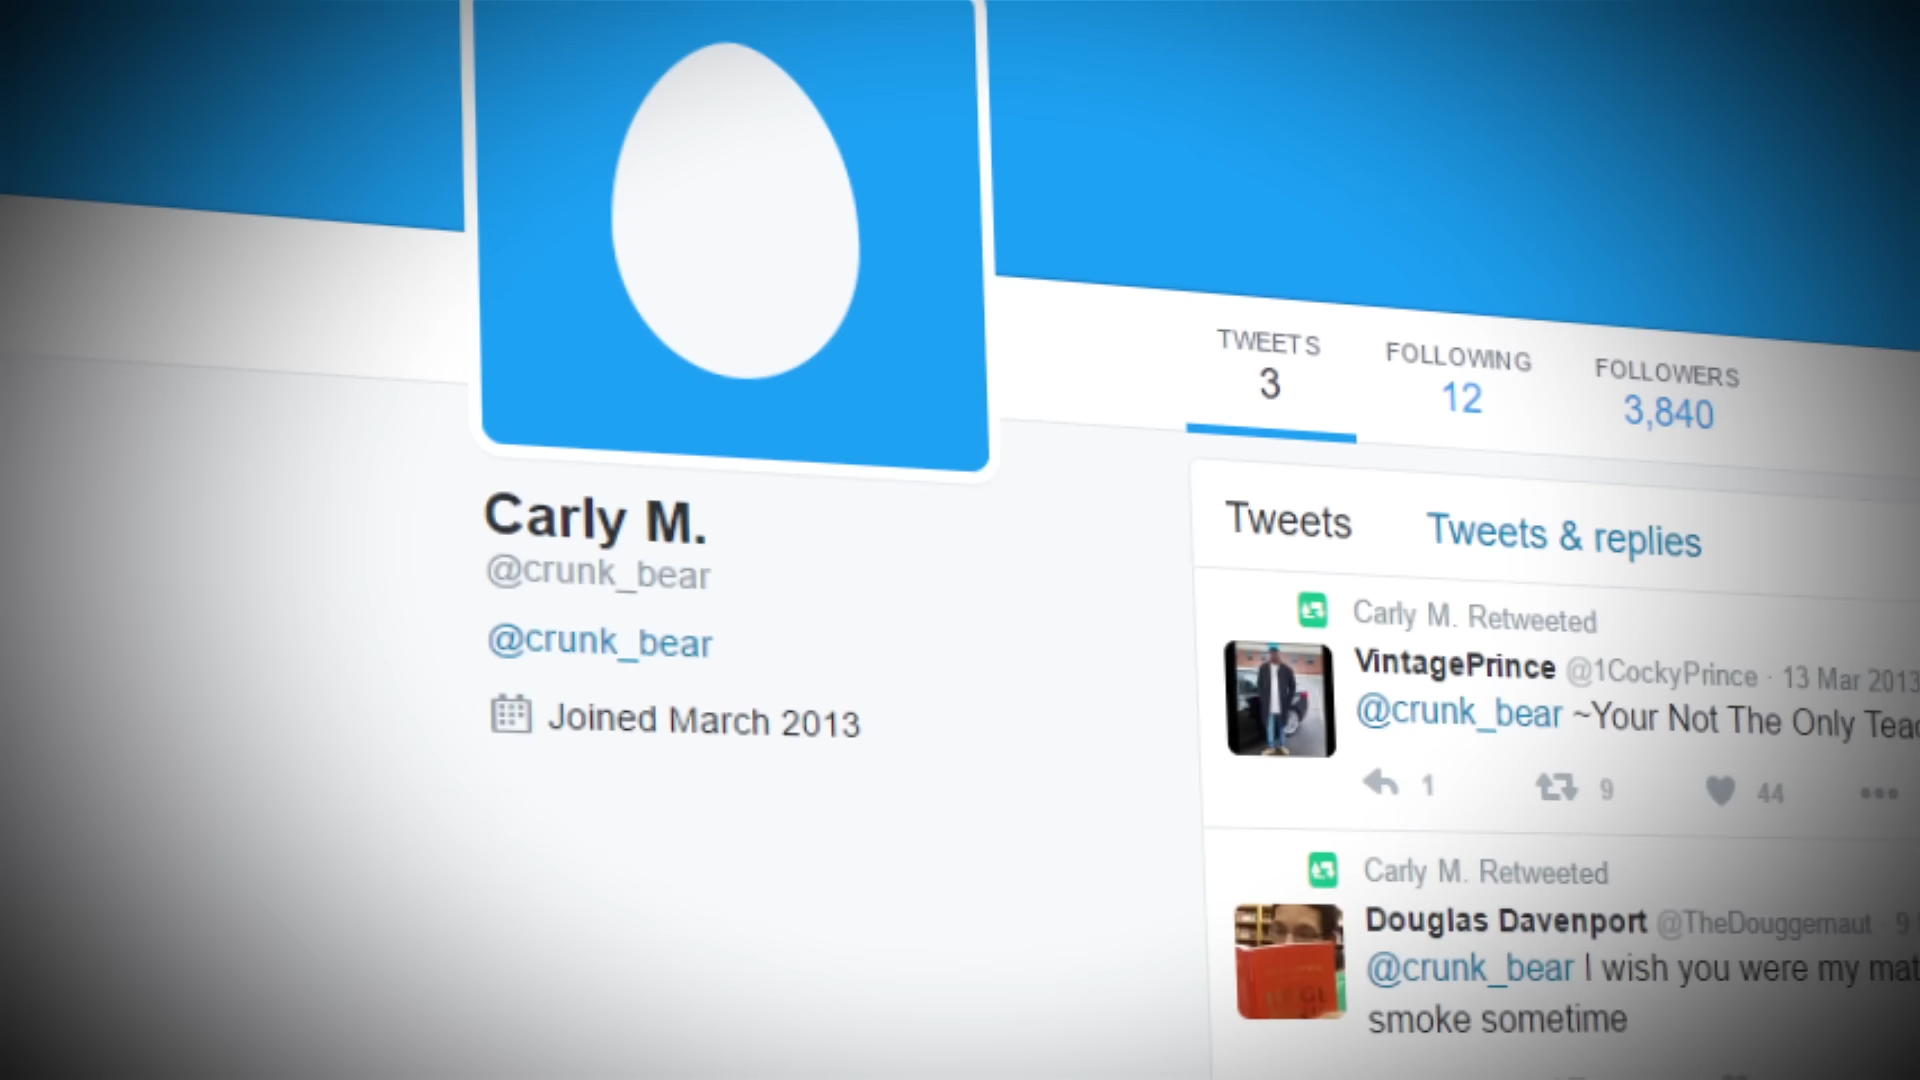 TWEETS FOLLOWING FOLLOWERS
3 12 3,840
Carly M.
@crunk_bear
@crunk_bear
Joined March 2013
Tweets Tweets & replies
Carly M. Retweeted
VintagePrince @1CockyPrince · 13 Mar 2013
@crunk_bear ~Your Not The Only
1 9 44
Carly M. Retweeted
Douglas Davenport @TheDouggernaut · 9
@crunk_bear I wish you were my
smoke sometime